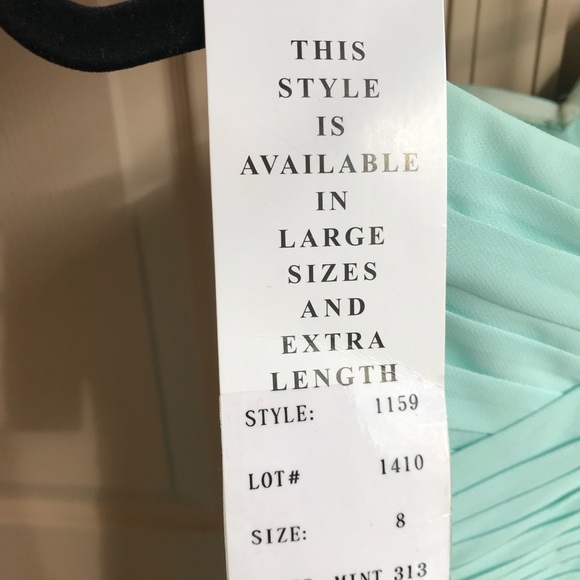 THIS
STYLE
IS
AVAILABLE
IN
LARGE
SIZES
AND
EXTRA
LENGTH
STYLE: 1159
LOT# 1410
SIZE: 8
MINT 313